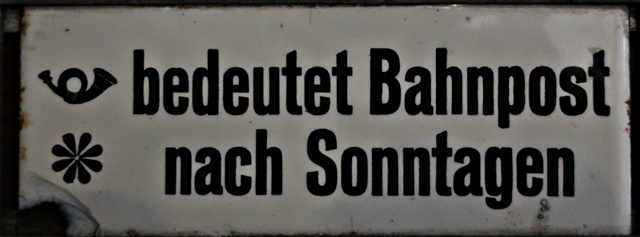 bedeutet Bahnpost
nach Sonntagen